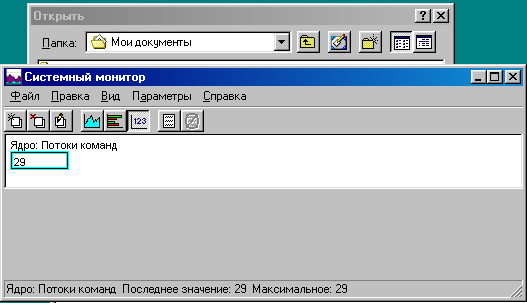 Открыть
Папка: Мои документы
Системный монитор
Файл Правка Вид Параметры Справка
123
Ядро: Потоки команд
29
Ядро: Потоки команд Последнее значение: 29 Максимальное: 29